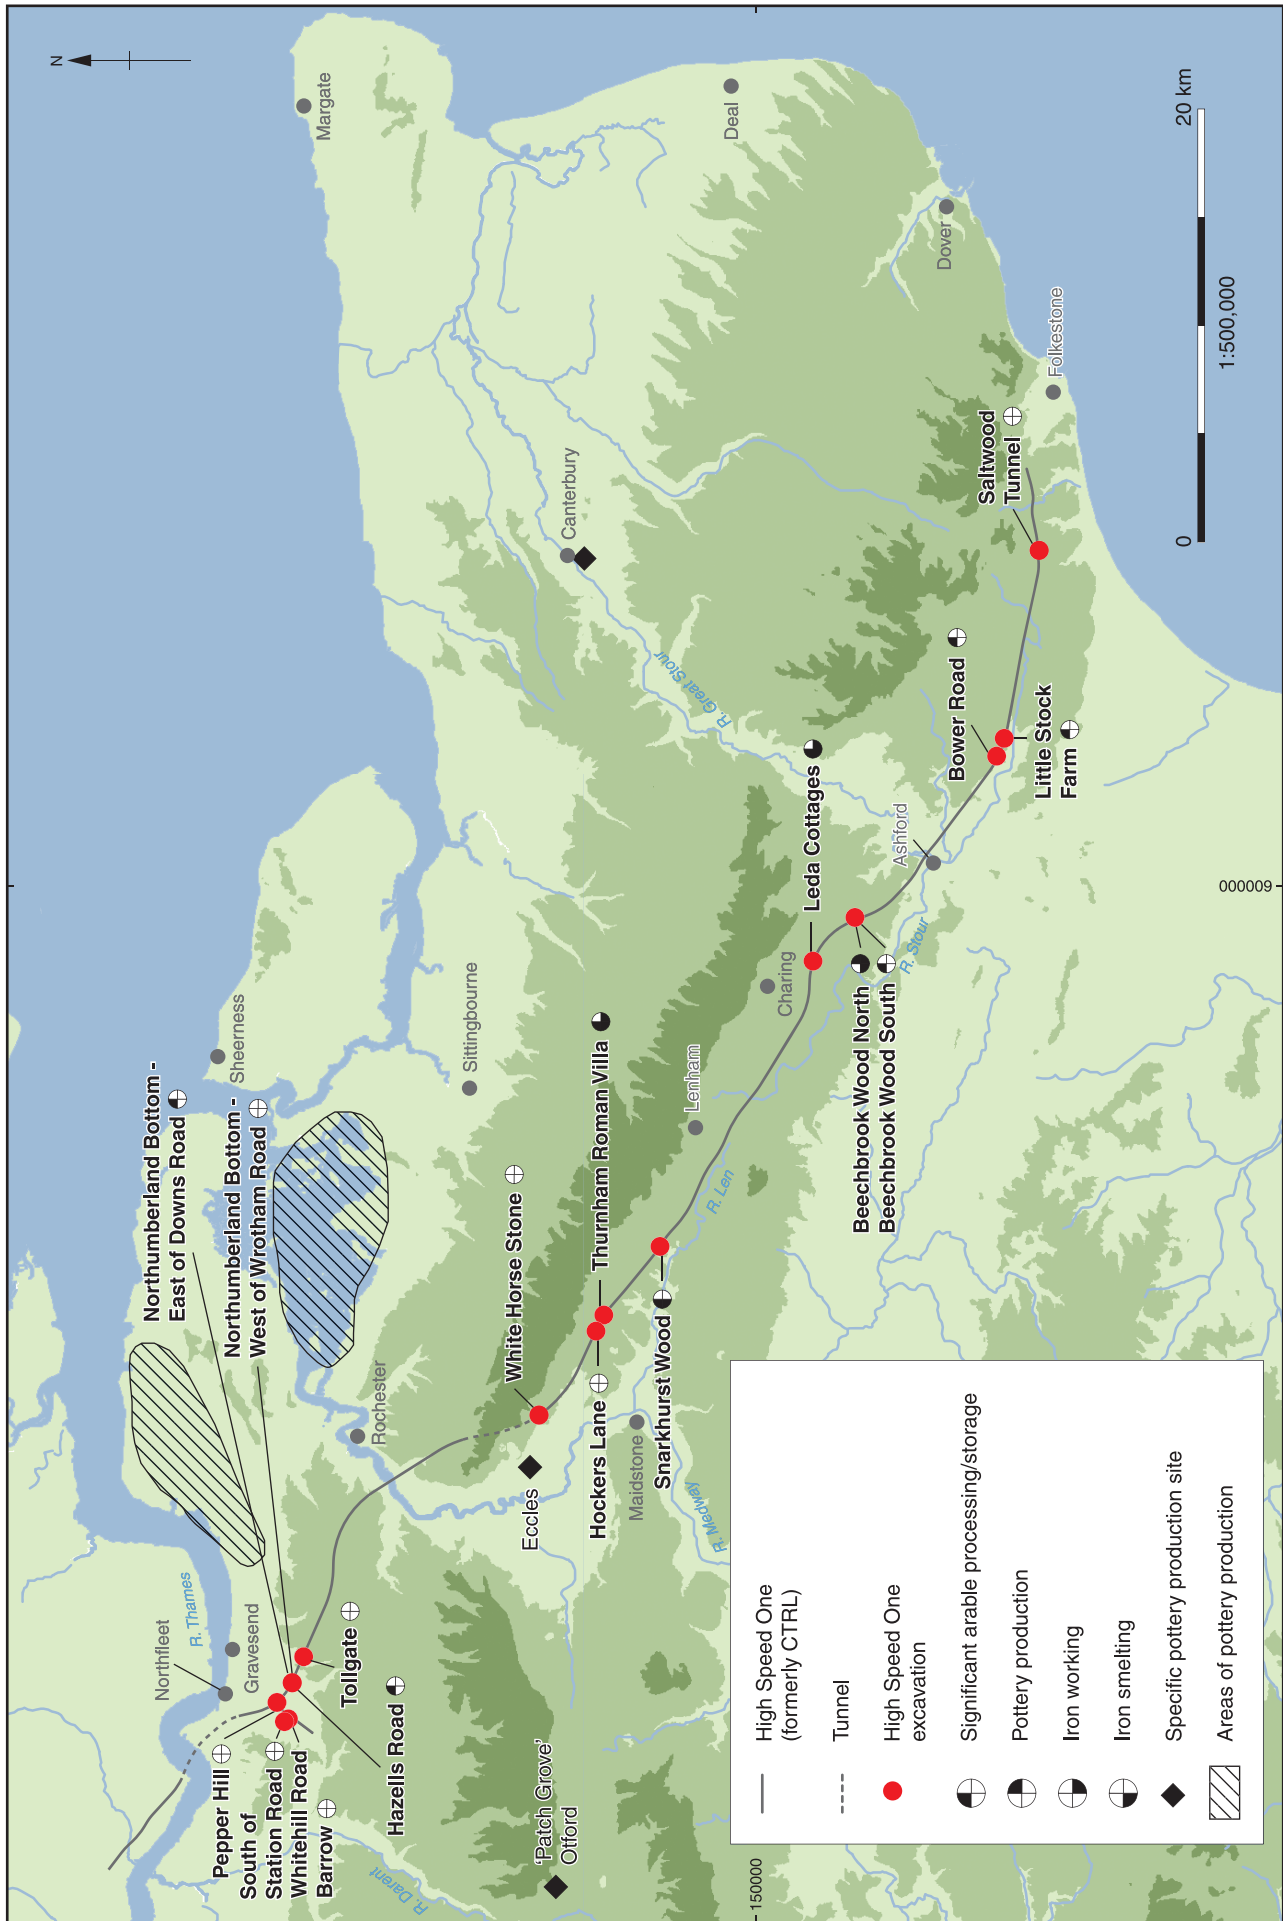 N
Margate
Deal
Dover
Folkestone
Canterbury
Saltwood
Tunnel
0
20 km
1:500,000
R. Great Stour
Bower Road
Little Stock
Farm
Leda Cottages
Ashford
R. Stour
Charing
Beechbrook Wood North
Beechbrook Wood South
000009
Sheerness
Sittingbourne
Lenham
R. Len
Northumberland Bottom -
East of Downs Road
Northumberland Bottom -
West of Wrotham Road
White Horse Stone
Thurnham Roman Villa
Hockers Lane
Snarkhurst Wood
Maidstone
R. Medway
Rochester
Eccles
R. Thames
Northfleet
Gravesend
Tollgate
Hazells Road
Pepper Hill
South of
Station Road
Whitehill Road
Barrow
R. Darent
'Patch Grove'
Otford
150000
High Speed One
(formerly CTRL)
Tunnel
High Speed One
excavation
Significant arable processing/storage
Pottery production
Iron working
Iron smelting
Specific pottery production site
Areas of pottery production